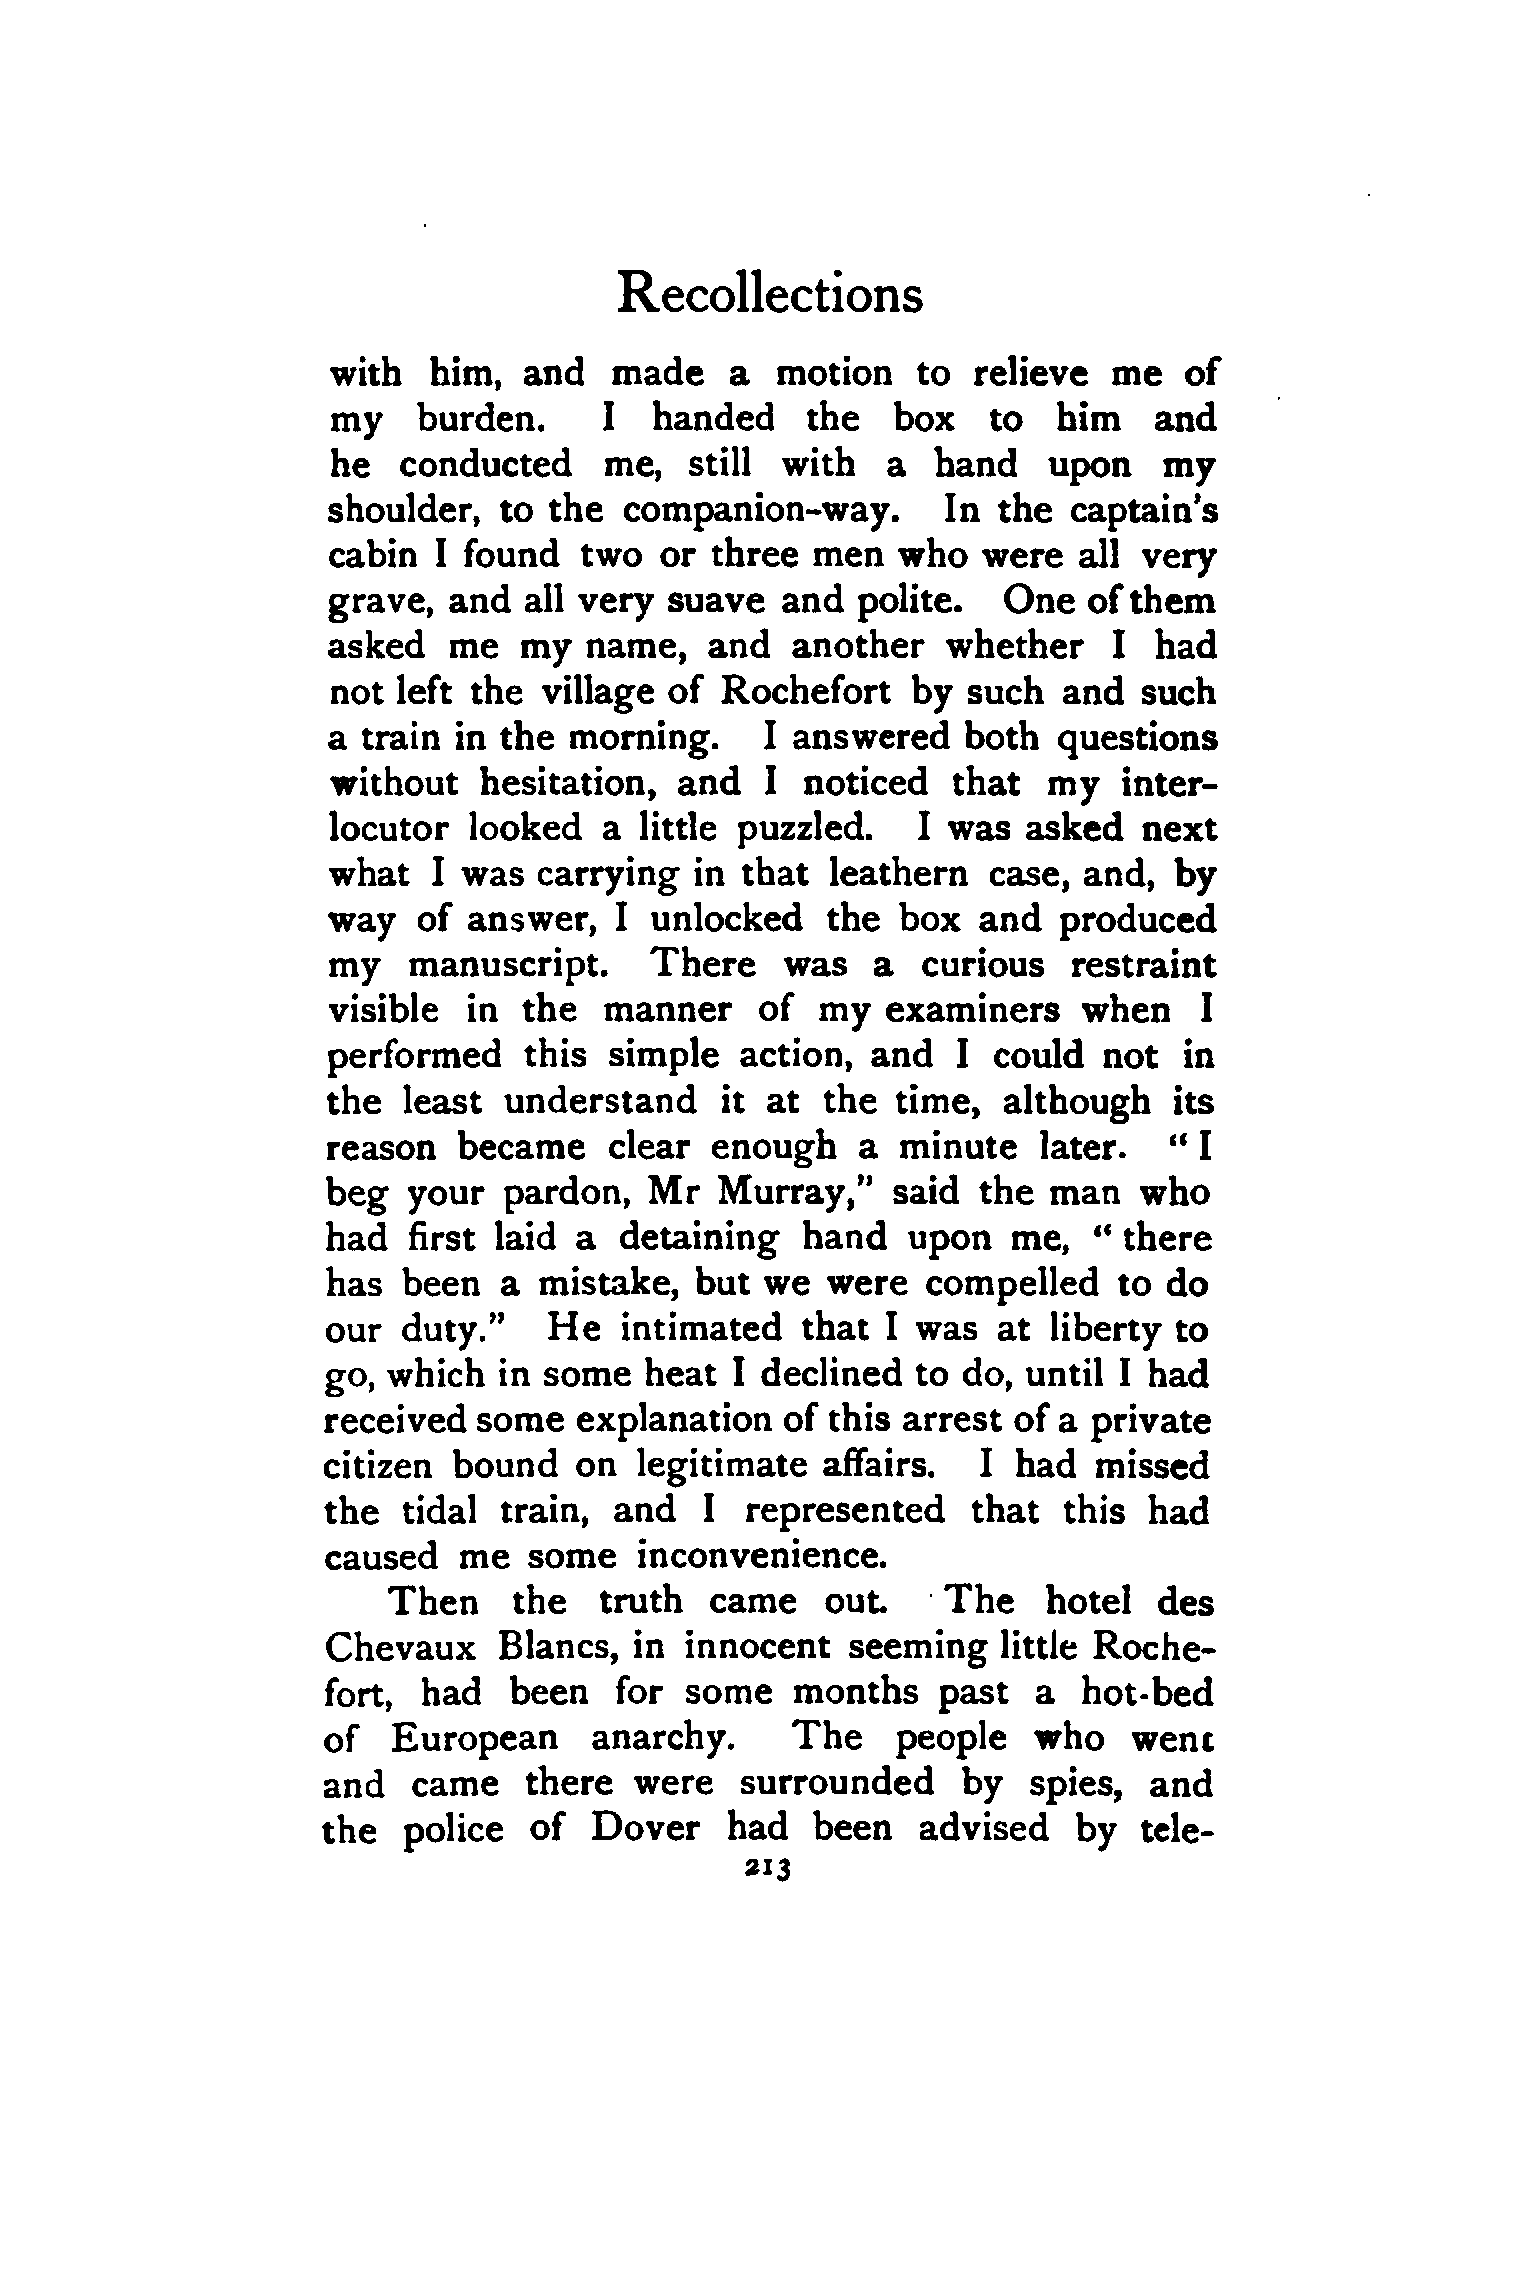 Recollections
with him, and made a motion to relieve me of
my burden. I handed the box to him and
he conducted me, still with a hand upon my
shoulder, to the companion-way. In the captain's
cabin I found two or three men who were all very
grave, and all very suave and polite. One of them
asked me my name, and another whether I had
not left the village of Rochefort by such and such
a train in the morning. I answered both questions
without hesitation, and I noticed that my inter-
locutor looked a little puzzled. I was asked next
what I was carrying in that leathern case, and, by
way of answer, I unlocked the box and produced
my manuscript. There was a curious restraint
visible in the manner of my examiners when I
performed this simple action, and I could not in
the least understand it at the time, although its
reason became clear enough a minute later. "I
beg your pardon, Mr Murray," said the man who
had first laid a detaining hand upon me, "there
has been a mistake, but we were compelled to do
our duty." He intimated that I was at liberty to
go, which in some heat I declined to do, until I had
received some explanation of this arrest of a private
citizen bound on legitimate affairs. I had missed
the tidal train, and I represented that this had
caused me some inconvenience.
Then the truth came out. The hotel des
Chevaux Blancs, in innocent seeming little Roche-
fort, had been for some months past a hot-bed
of European anarchy. The people who went
and came there were surrounded by spies, and
the police of Dover had been advised by tele-
213